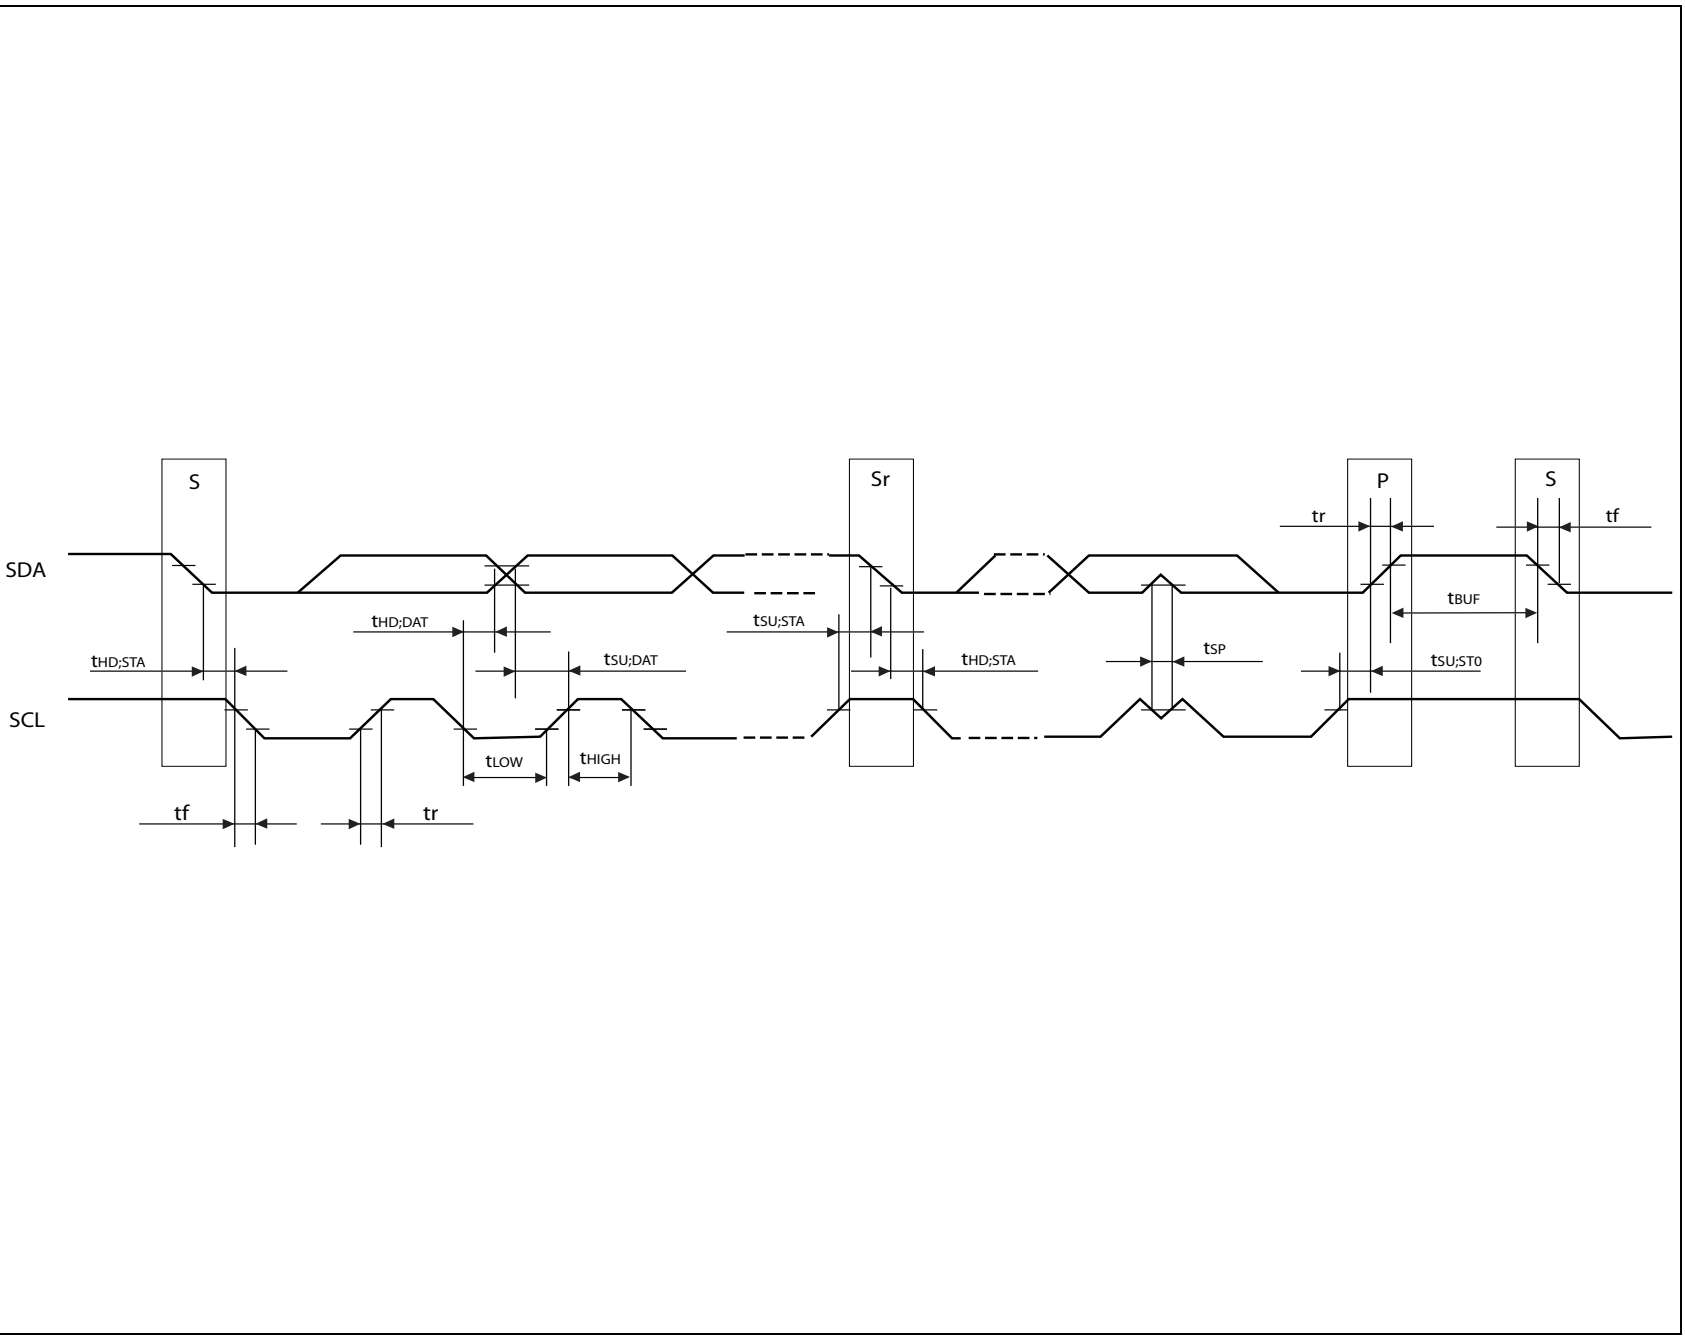 S
Sr
P
S
tr
tf
SDA
tBUF
tHD;DAT
tSU;STA
tHD;STA
tSU;DAT
tHD;STA
tSP
tSU;ST0
SCL
tLOW
tHIGH
tf
tr